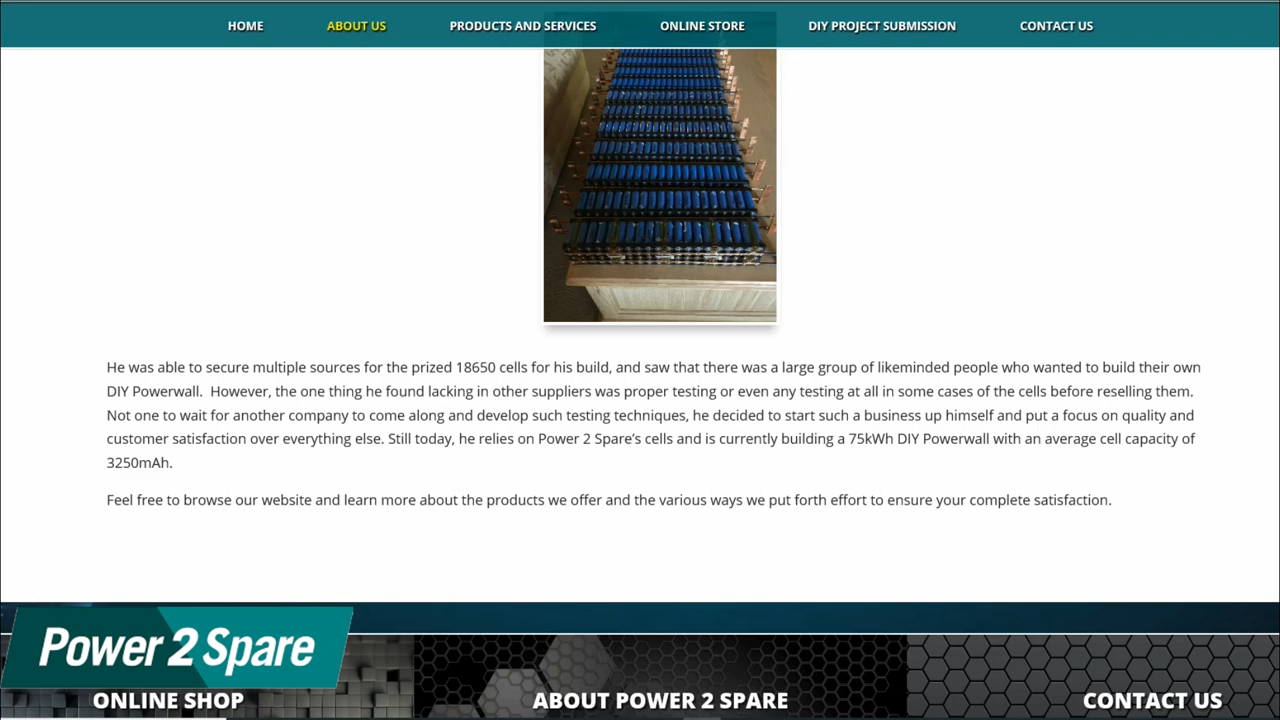 HOME ABOUT US PRODUCTS AND SERVICES ONLINE STORE DIY PROJECT SUBMISSION CONTACT US
He was able to secure multiple sources for the prized 18650 cells for his build, and saw that there was a large group of likeminded people who wanted to build their own
DIY Powerwall.  However, the one thing he found lacking in other suppliers was proper testing or even any testing at all in some cases of the cells before reselling them.
Not one to wait for another company to come along and develop such testing techniques, he decided to start such a business up himself and put a focus on quality and
customer satisfaction over everything else. Still today, he relies on Power 2 Spare’s cells and is currently building a 75kWh DIY Powerwall with an average cell capacity of
3250mAh.
Feel free to browse our website and learn more about the products we offer and the various ways we put forth effort to ensure your complete satisfaction.
Power 2 Spare
ONLINE SHOP ABOUT POWER 2 SPARE CONTACT US